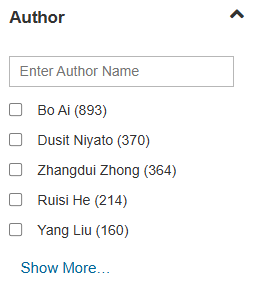 Author
Enter Author Name
Bo Ai (893)
Dusit Niyato (370)
Zhangdui Zhong (364)
Ruisi He (214)
Yang Liu (160)
Show More...